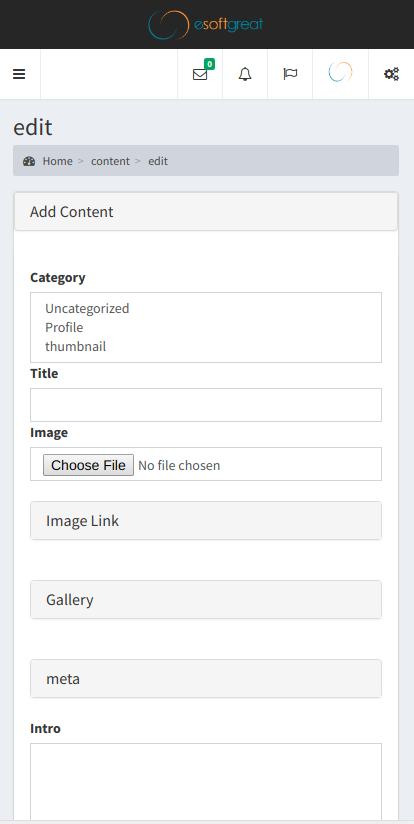 esoftgreat
0
edit
Home > content > edit
Add Content
Category
Uncategorized
Profile
thumbnail
Title
Image
Choose File No file chosen
Image Link
Gallery
meta
Intro